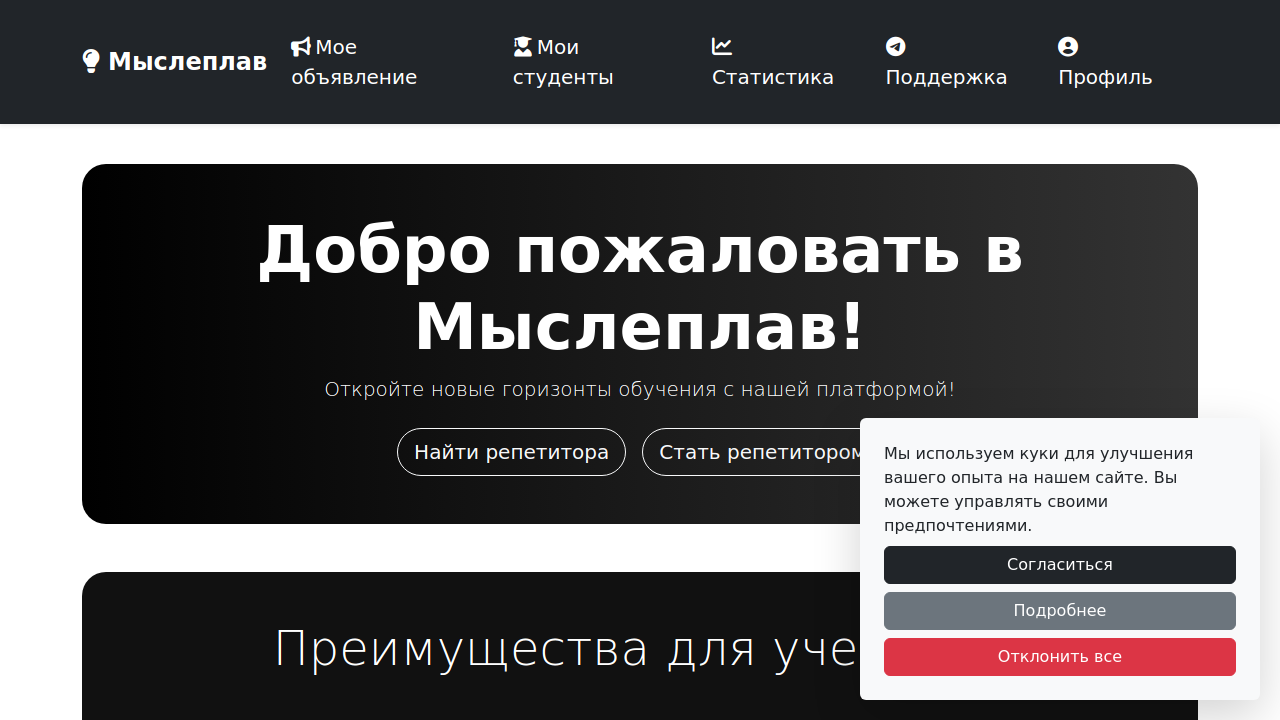 Мыслеплав
Мое
объявление
Мои
студенты
Статистика
Поддержка
Профиль
Добро пожаловать в
Мыслеплав!
Откройте новые горизонты обучения с нашей платформой!
Найти репетитора
Стать репетитором
Мы используем куки для улучшения
вашего опыта на нашем сайте. Вы
можете управлять своими
предпочтениями.
Согласиться
Подробнее
Отклонить все
Преимущества для уче